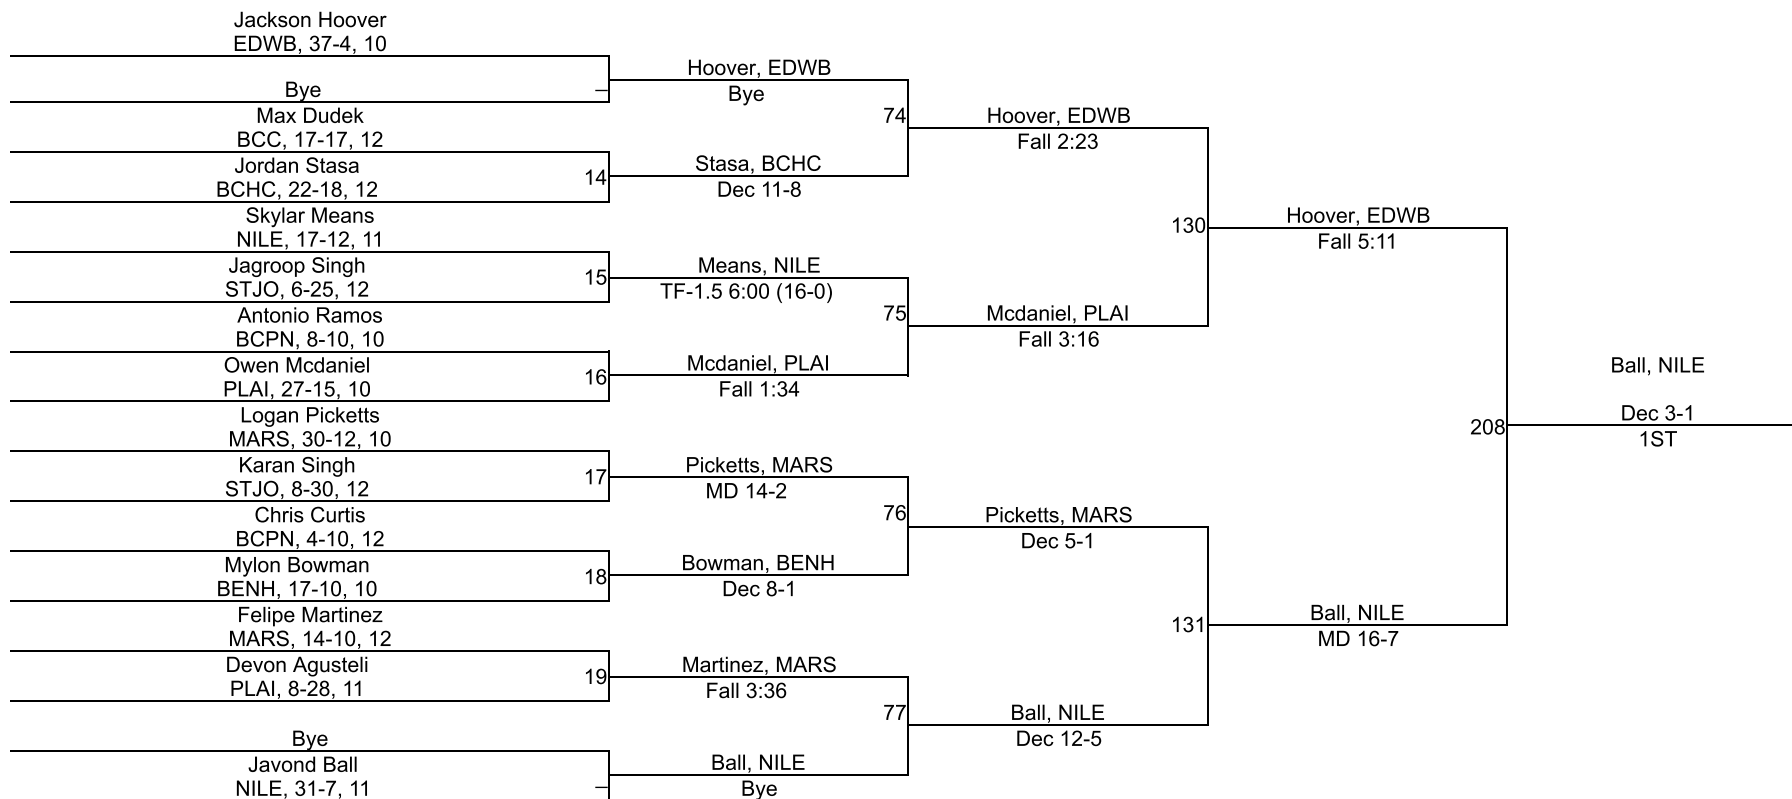 Jackson Hoover
EDWB, 37-4, 10
Bye
–
Max Dudek
BCC, 17-17, 12
Jordan Stasa
BCHC, 22-18, 12
14
Skylar Means
NILE, 17-12, 11
Jagroop Singh
STJO, 6-25, 12
15
Antonio Ramos
BCPN, 8-10, 10
Owen Mcdaniel
PLAI, 27-15, 10
16
Logan Picketts
MARS, 30-12, 10
Karan Singh
STJO, 8-30, 12
17
Chris Curtis
BCPN, 4-10, 12
Mylon Bowman
BENH, 17-10, 10
18
Felipe Martinez
MARS, 14-10, 12
Devon Agusteli
PLAI, 8-28, 11
19
Bye
Javond Ball
NILE, 31-7, 11
–
Hoover, EDWB
Bye
74
Stasa, BCHC
Dec 11-8
Means, NILE
TF-1.5 6:00 (16-0)
75
Mcdaniel, PLAI
Fall 1:34
Picketts, MARS
MD 14-2
76
Bowman, BENH
Dec 8-1
Martinez, MARS
Fall 3:36
77
Ball, NILE
Bye
Hoover, EDWB
Fall 2:23
130
Mcdaniel, PLAI
Fall 3:16
Picketts, MARS
Dec 5-1
131
Ball, NILE
Dec 12-5
Hoover, EDWB
Fall 5:11
208
Ball, NILE
MD 16-7
Ball, NILE
Dec 3-1
1ST